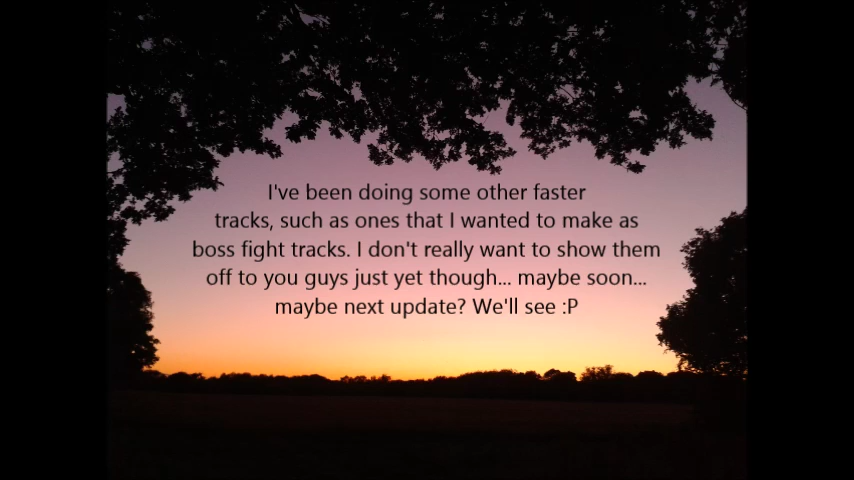 I've been doing some other faster
tracks, such as ones that I wanted to make as
boss fight tracks. I don't really want to show them
off to you guys just yet though... maybe soon...
maybe next update? We'll see :P